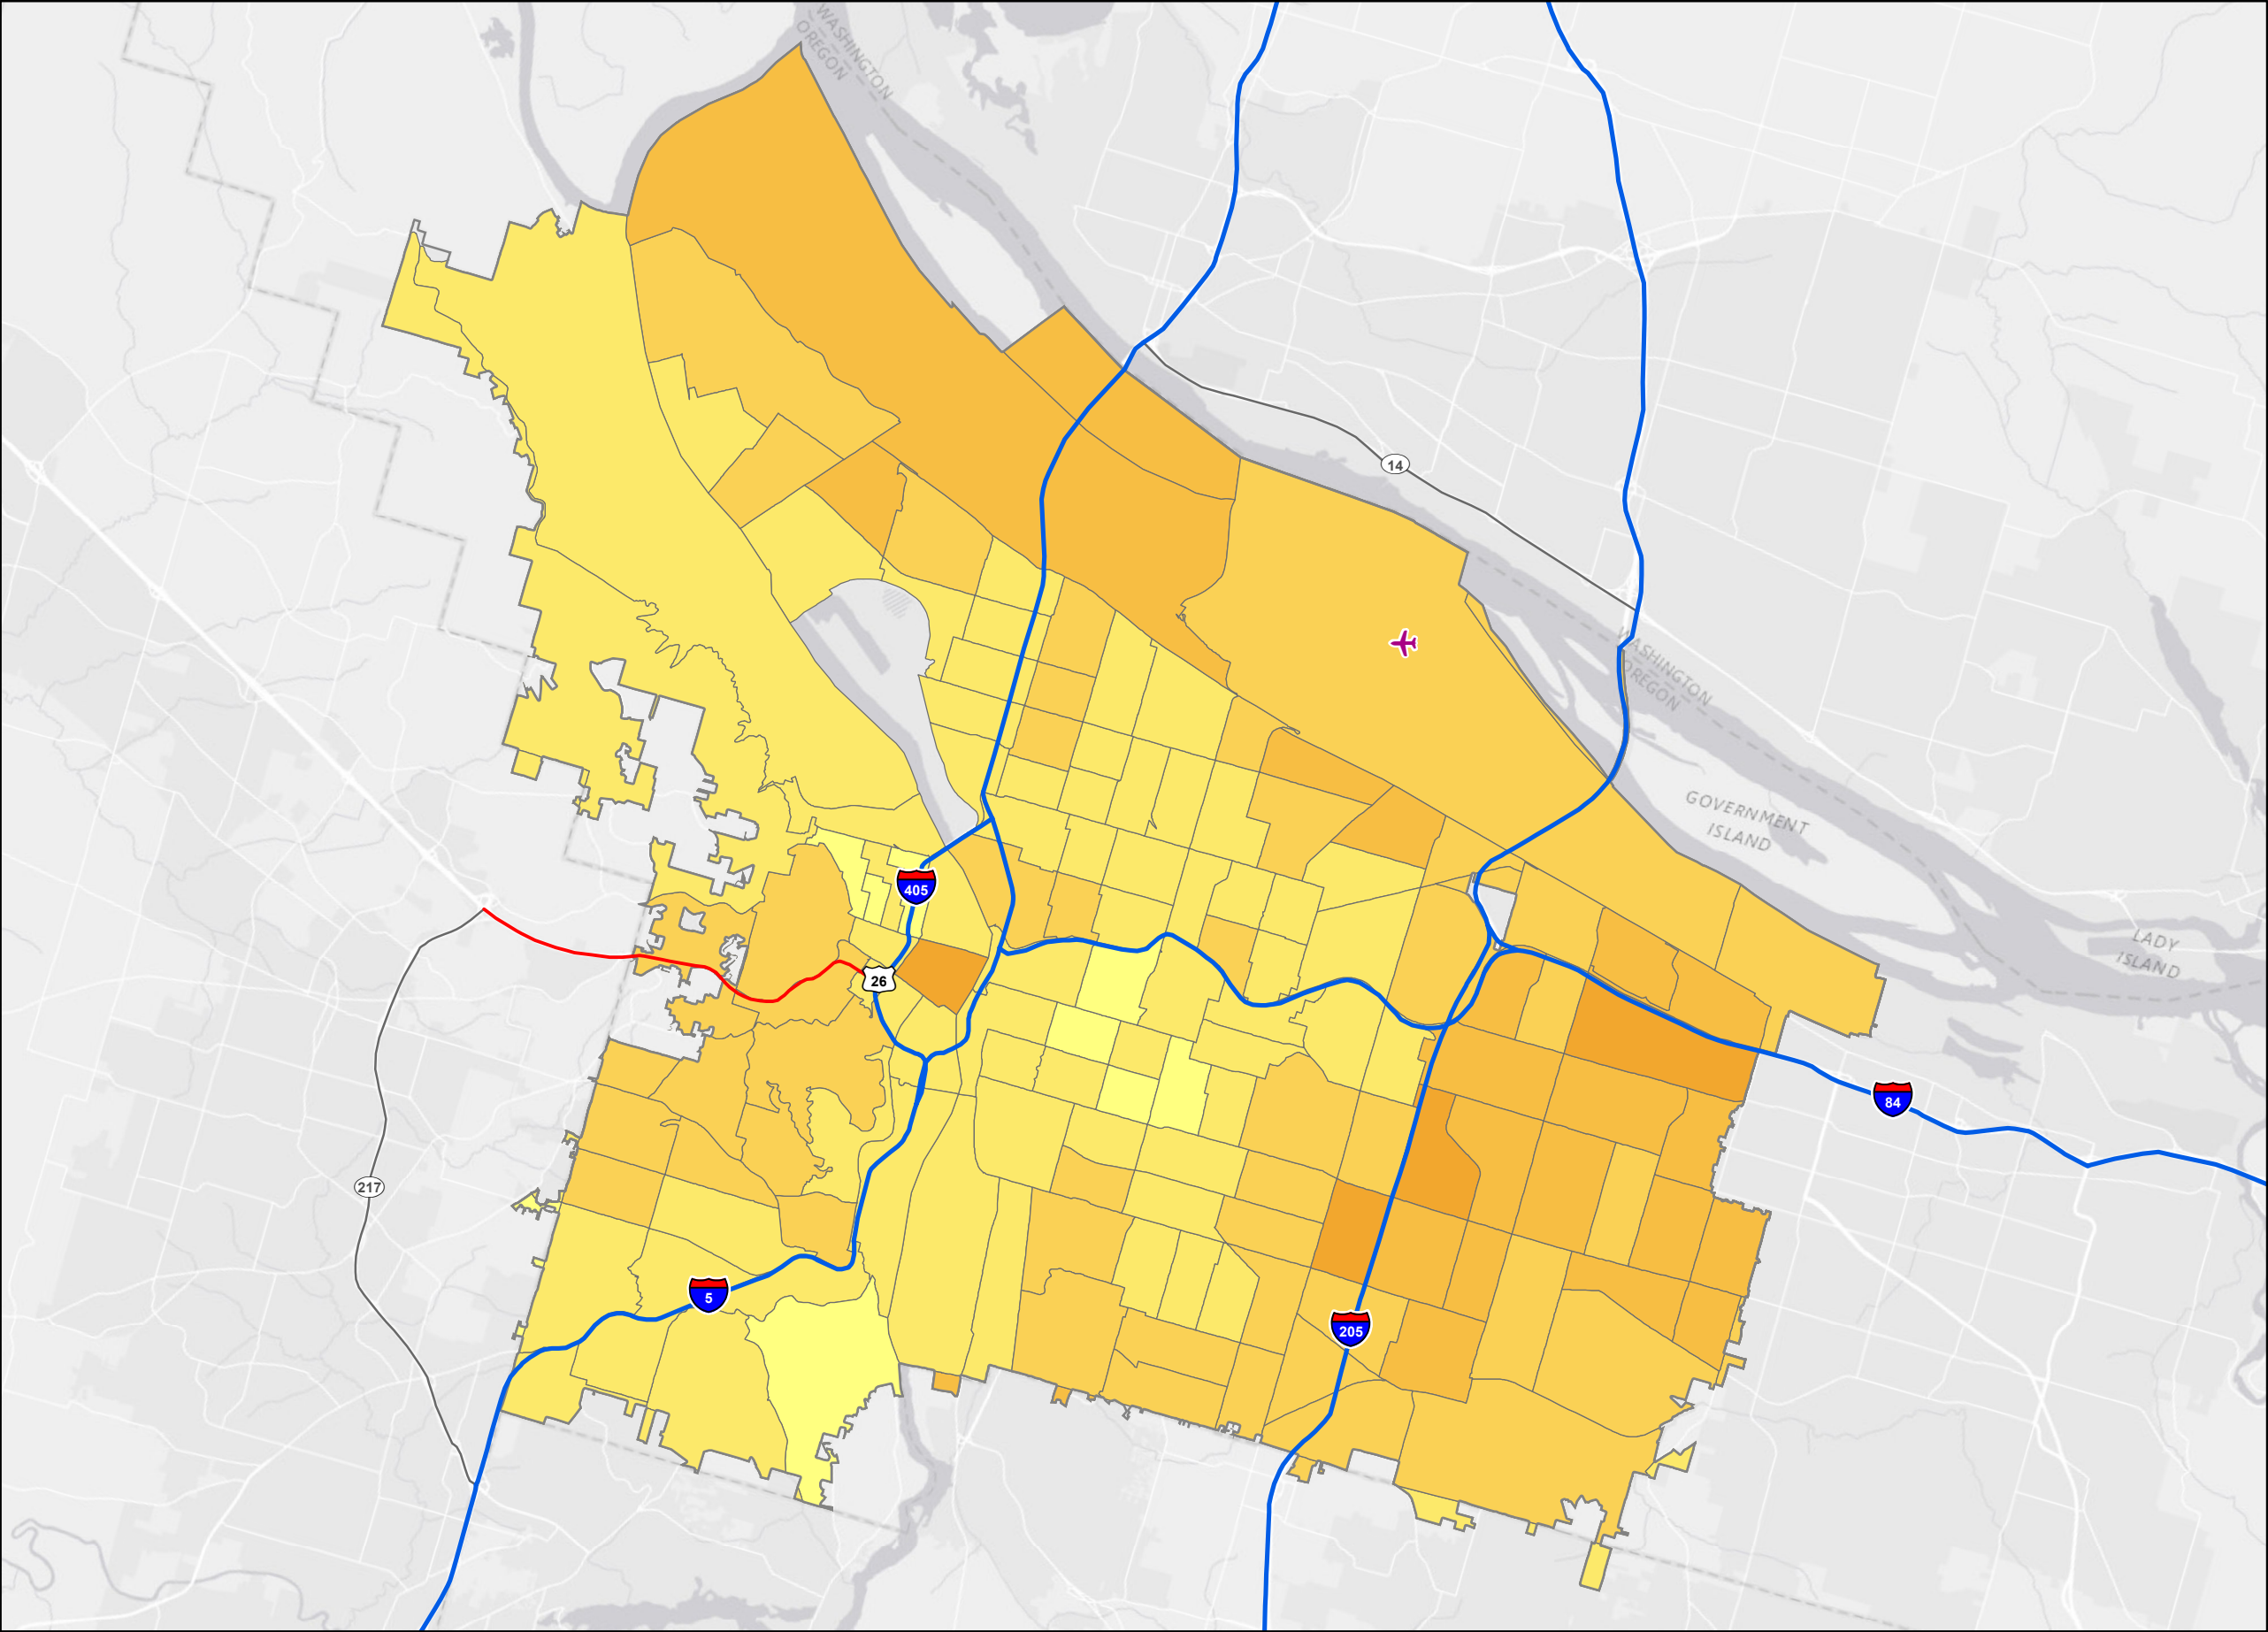 WASHINGTON
OREGON
14
WASHINGTON
OREGON
GOVERNMENT
ISLAND
405
LADY
ISLAND
26
84
217
5
205